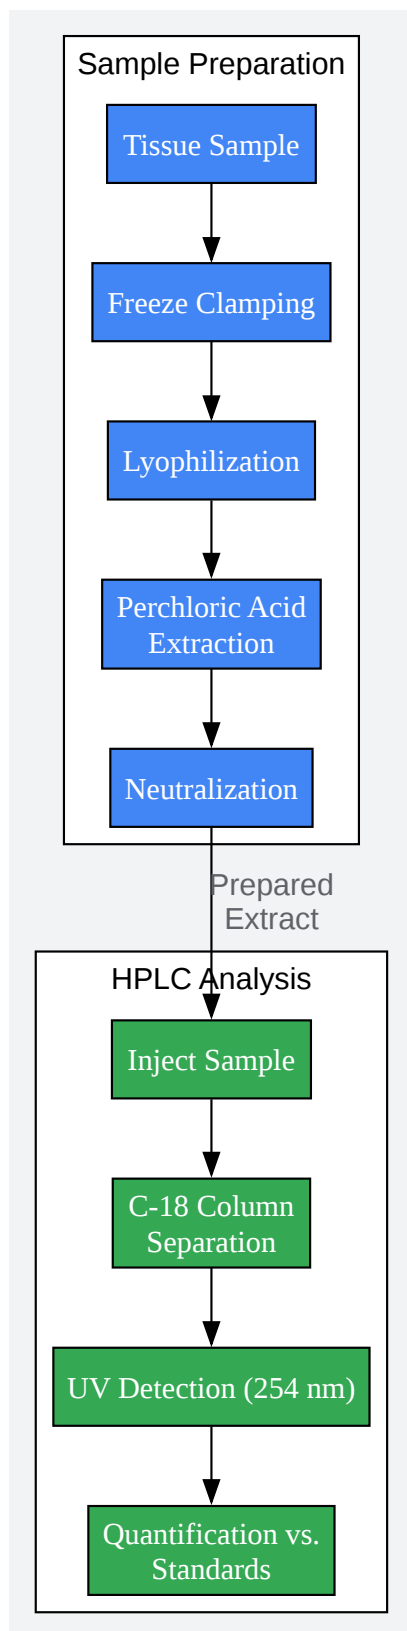 Sample Preparation
Tissue Sample
Freeze Clamping
Lyophilization
Perchloric Acid
Extraction
Neutralization
Prepared
Extract
HPLC Analysis
Inject Sample
C-18 Column
Separation
UV Detection (254 nm)
Quantification vs.
Standards